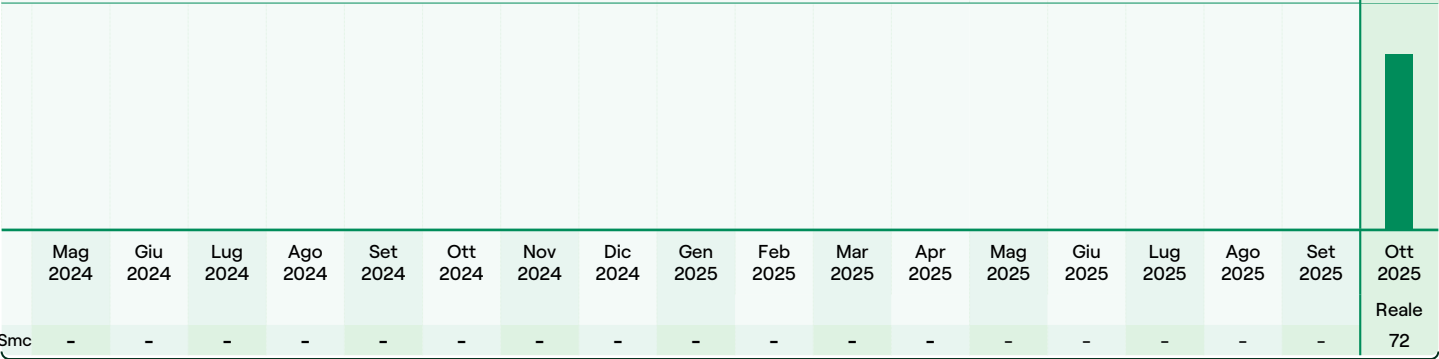 Mag Giu Lug Ago Set Ott Nov Dic Gen Feb Mar Apr Mag Giu Lug Ago Set Ott
2024 2024 2024 2024 2024 2024 2024 2024 2025 2025 2025 2025 2025 2025 2025 2025 2025 2025
Reale
Smc - - - - - - - - - - - - - - - - - 72